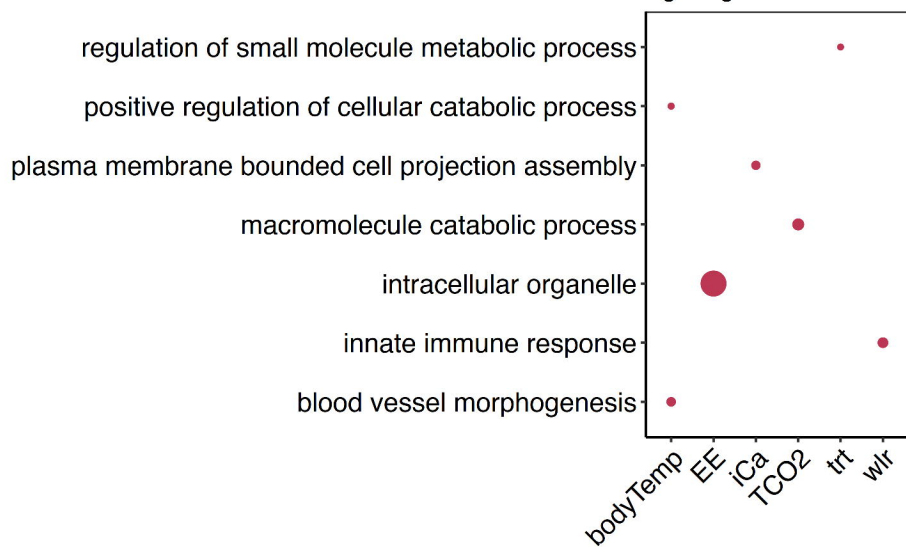 regulation of small molecule metabolic process
positive regulation of cellular catabolic process
plasma membrane bounded cell projection assembly
macromolecule catabolic process
intracellular organelle
innate immune response
blood vessel morphogenesis
bodyTemp
EE
iCa
TCO2
trt
wlr